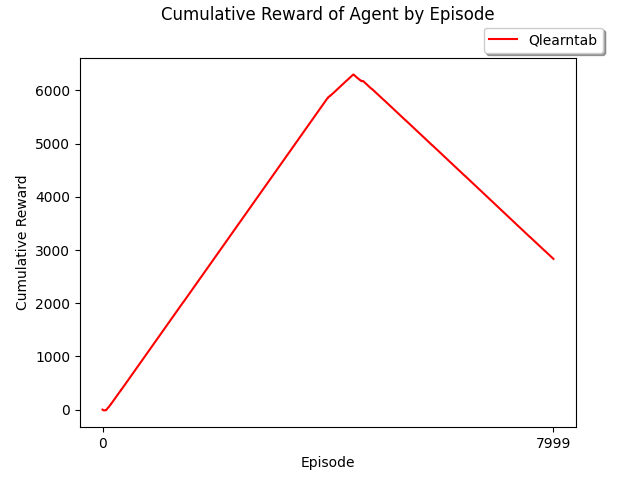 Cumulative Reward of Agent by Episode
Qlearntab
6000
5000
4000
3000
2000
1000
0
Cumulative Reward
0
7999
Episode